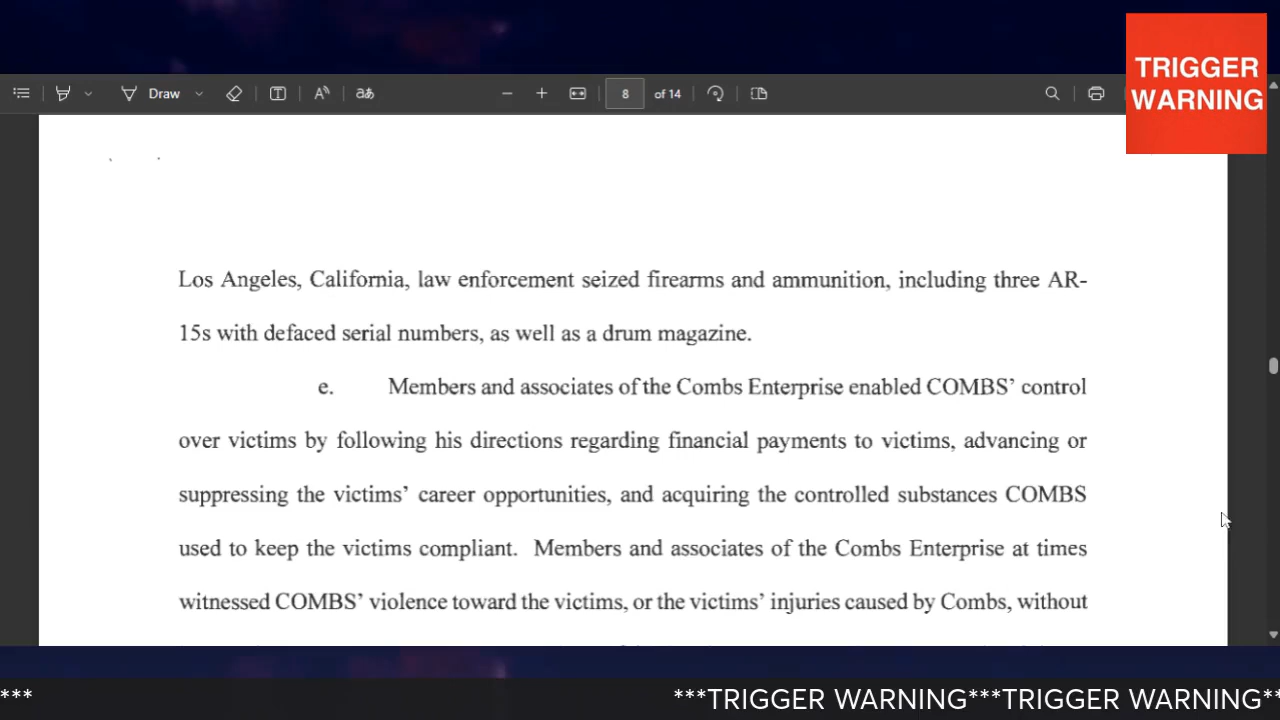 TRIGGER
WARNING
Draw
8 of 14
Los Angeles, California, law enforcement seized firearms and ammunition, including three AR-
15s with defaced serial numbers, as well as a drum magazine.
e. Members and associates of the Combs Enterprise enabled COMBS’ control
over victims by following his directions regarding financial payments to victims, advancing or
suppressing the victims’ career opportunities, and acquiring the controlled substances COMBS
used to keep the victims compliant. Members and associates of the Combs Enterprise at times
witnessed COMBS’ violence toward the victims, or the victims’ injuries caused by Combs, without
*** ***TRIGGER WARNING***TRIGGER WARNING**